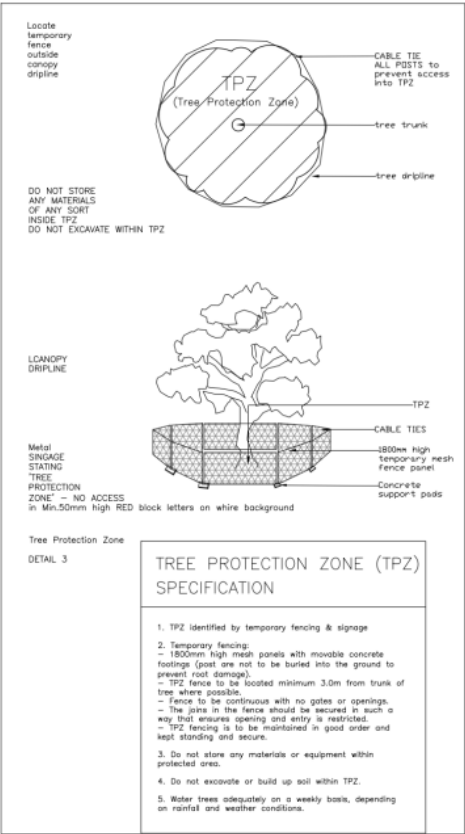 Locate
temporary
fence
outside
canopy
dripline
TPZ
(Tree Protection Zone)
CABLE TIE
ALL POSTS to
prevent access
into TPZ
tree trunk
tree dripline
DO NOT STORE
ANY MATERIALS
OF ANY SORT
INSIDE TPZ
DO NOT EXCAVATE WITHIN TPZ
LCANOPY
DRIPLINE
TPZ
CABLE TIES
1800mm high
temporary mesh
fence panel
Concrete
support pads
Metal
SINGAGE
STATING
'TREE
PROTECTION
ZONE' - NO ACCESS
in Min.50mm high RED block letters on whire background
Tree Protection Zone
DETAIL 3
TREE PROTECTION ZONE (TPZ)
SPECIFICATION
1. TPZ identified by temporary fencing & signage
2. Temporary fencing:
- 1800mm high mesh panels with movable concrete
footings (post are not to be buried into the ground to
prevent root damage).
- TPZ fence to be located minimum 3.0m from trunk of
tree where possible.
- Fence to be continuous with no gates or openings.
- The joins in the fence should be secured in such a
way that ensures opening and entry is restricted.
- TPZ fencing is to be maintained in good order and
kept standing and secure.
3. Do not store any materials or equipment within
protected area.
4. Do not excavate or build up soil within TPZ.
5. Water trees adequately on a weekly basis, depending
on rainfall and weather conditions.